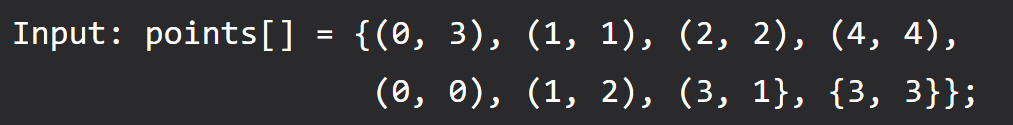 Input: points[] = {(0, 3), (1, 1), (2, 2), (4, 4),
(0, 0), (1, 2), (3, 1}, {3, 3}};